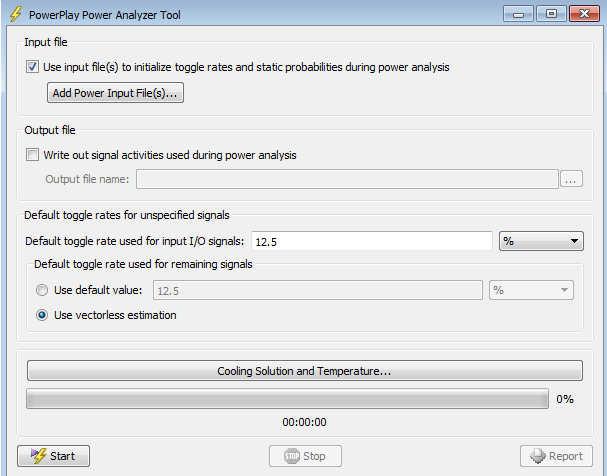 PowerPlay Power Analyzer Tool
Input file
Use input file(s) to initialize toggle rates and static probabilities during power analysis
Add Power Input File(s)...
Output file
Write out signal activities used during power analysis
Output file name:
...
Default toggle rates for unspecified signals
Default toggle rate used for input I/O signals: 12.5 %
Default toggle rate used for remaining signals
Use default value: 12.5 %
Use vectorless estimation
Cooling Solution and Temperature...
0%
00:00:00
Start STOP Stop Report